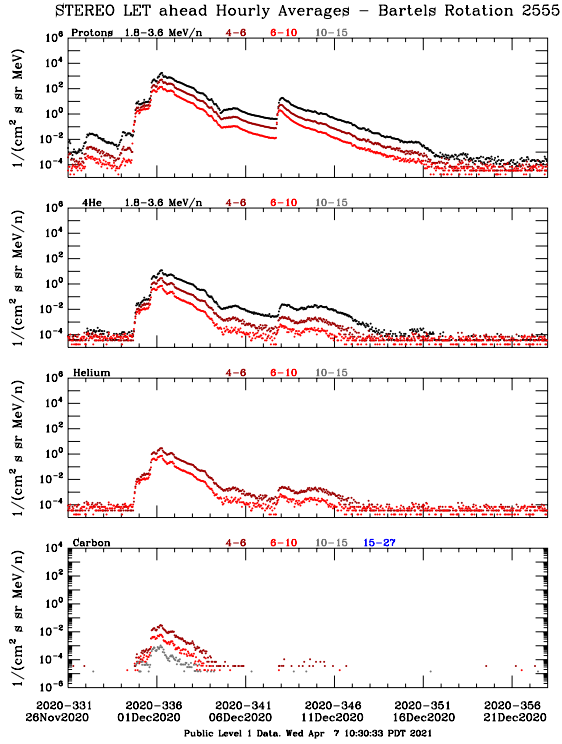 STEREO LET ahead Hourly Averages - Bartels Rotation 2555
Protons 1.8-3.6 MeV/n 4-6 6-10 10-15
10^6
10^4
10^2
10^0
10^-2
10^-4
1/(cm^2 s sr MeV)
4He 1.8-3.6 MeV/n 4-6 6-10 10-15
10^6
10^4
10^2
10^0
10^-2
10^-4
1/(cm^2 s sr MeV/n)
Helium 4-6 6-10 10-15
10^6
10^4
10^2
10^0
10^-2
10^-4
1/(cm^2 s sr MeV/n)
Carbon 4-6 6-10 10-15 15-27
10^4
10^2
10^0
10^-2
10^-4
10^-6
1/(cm^2 s sr MeV/n)
2020-331 2020-336 2020-341 2020-346 2020-351 2020-356
26Nov2020 01Dec2020 06Dec2020 11Dec2020 16Dec2020 21Dec2020
Public Level 1 Data. Wed Apr 7 10:30:33 PDT 2021